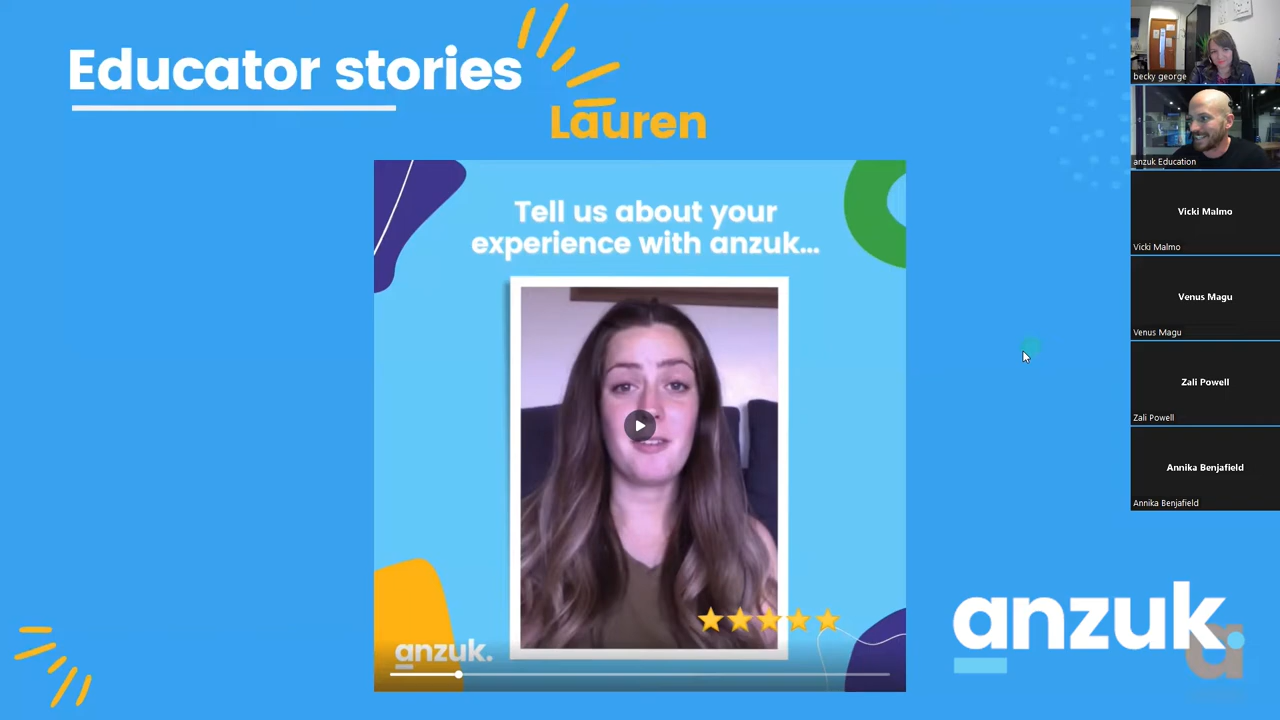 Educator stories
Lauren
Tell us about your
experience with anzuk...
anzuk.
anzuk.
a
becky george
anzuk Education
Vicki Malmo
Vicki Malmo
Venus Magu
Venus Magu
Zali Powell
Zali Powell
Annika Benjafield
Annika Benjafield